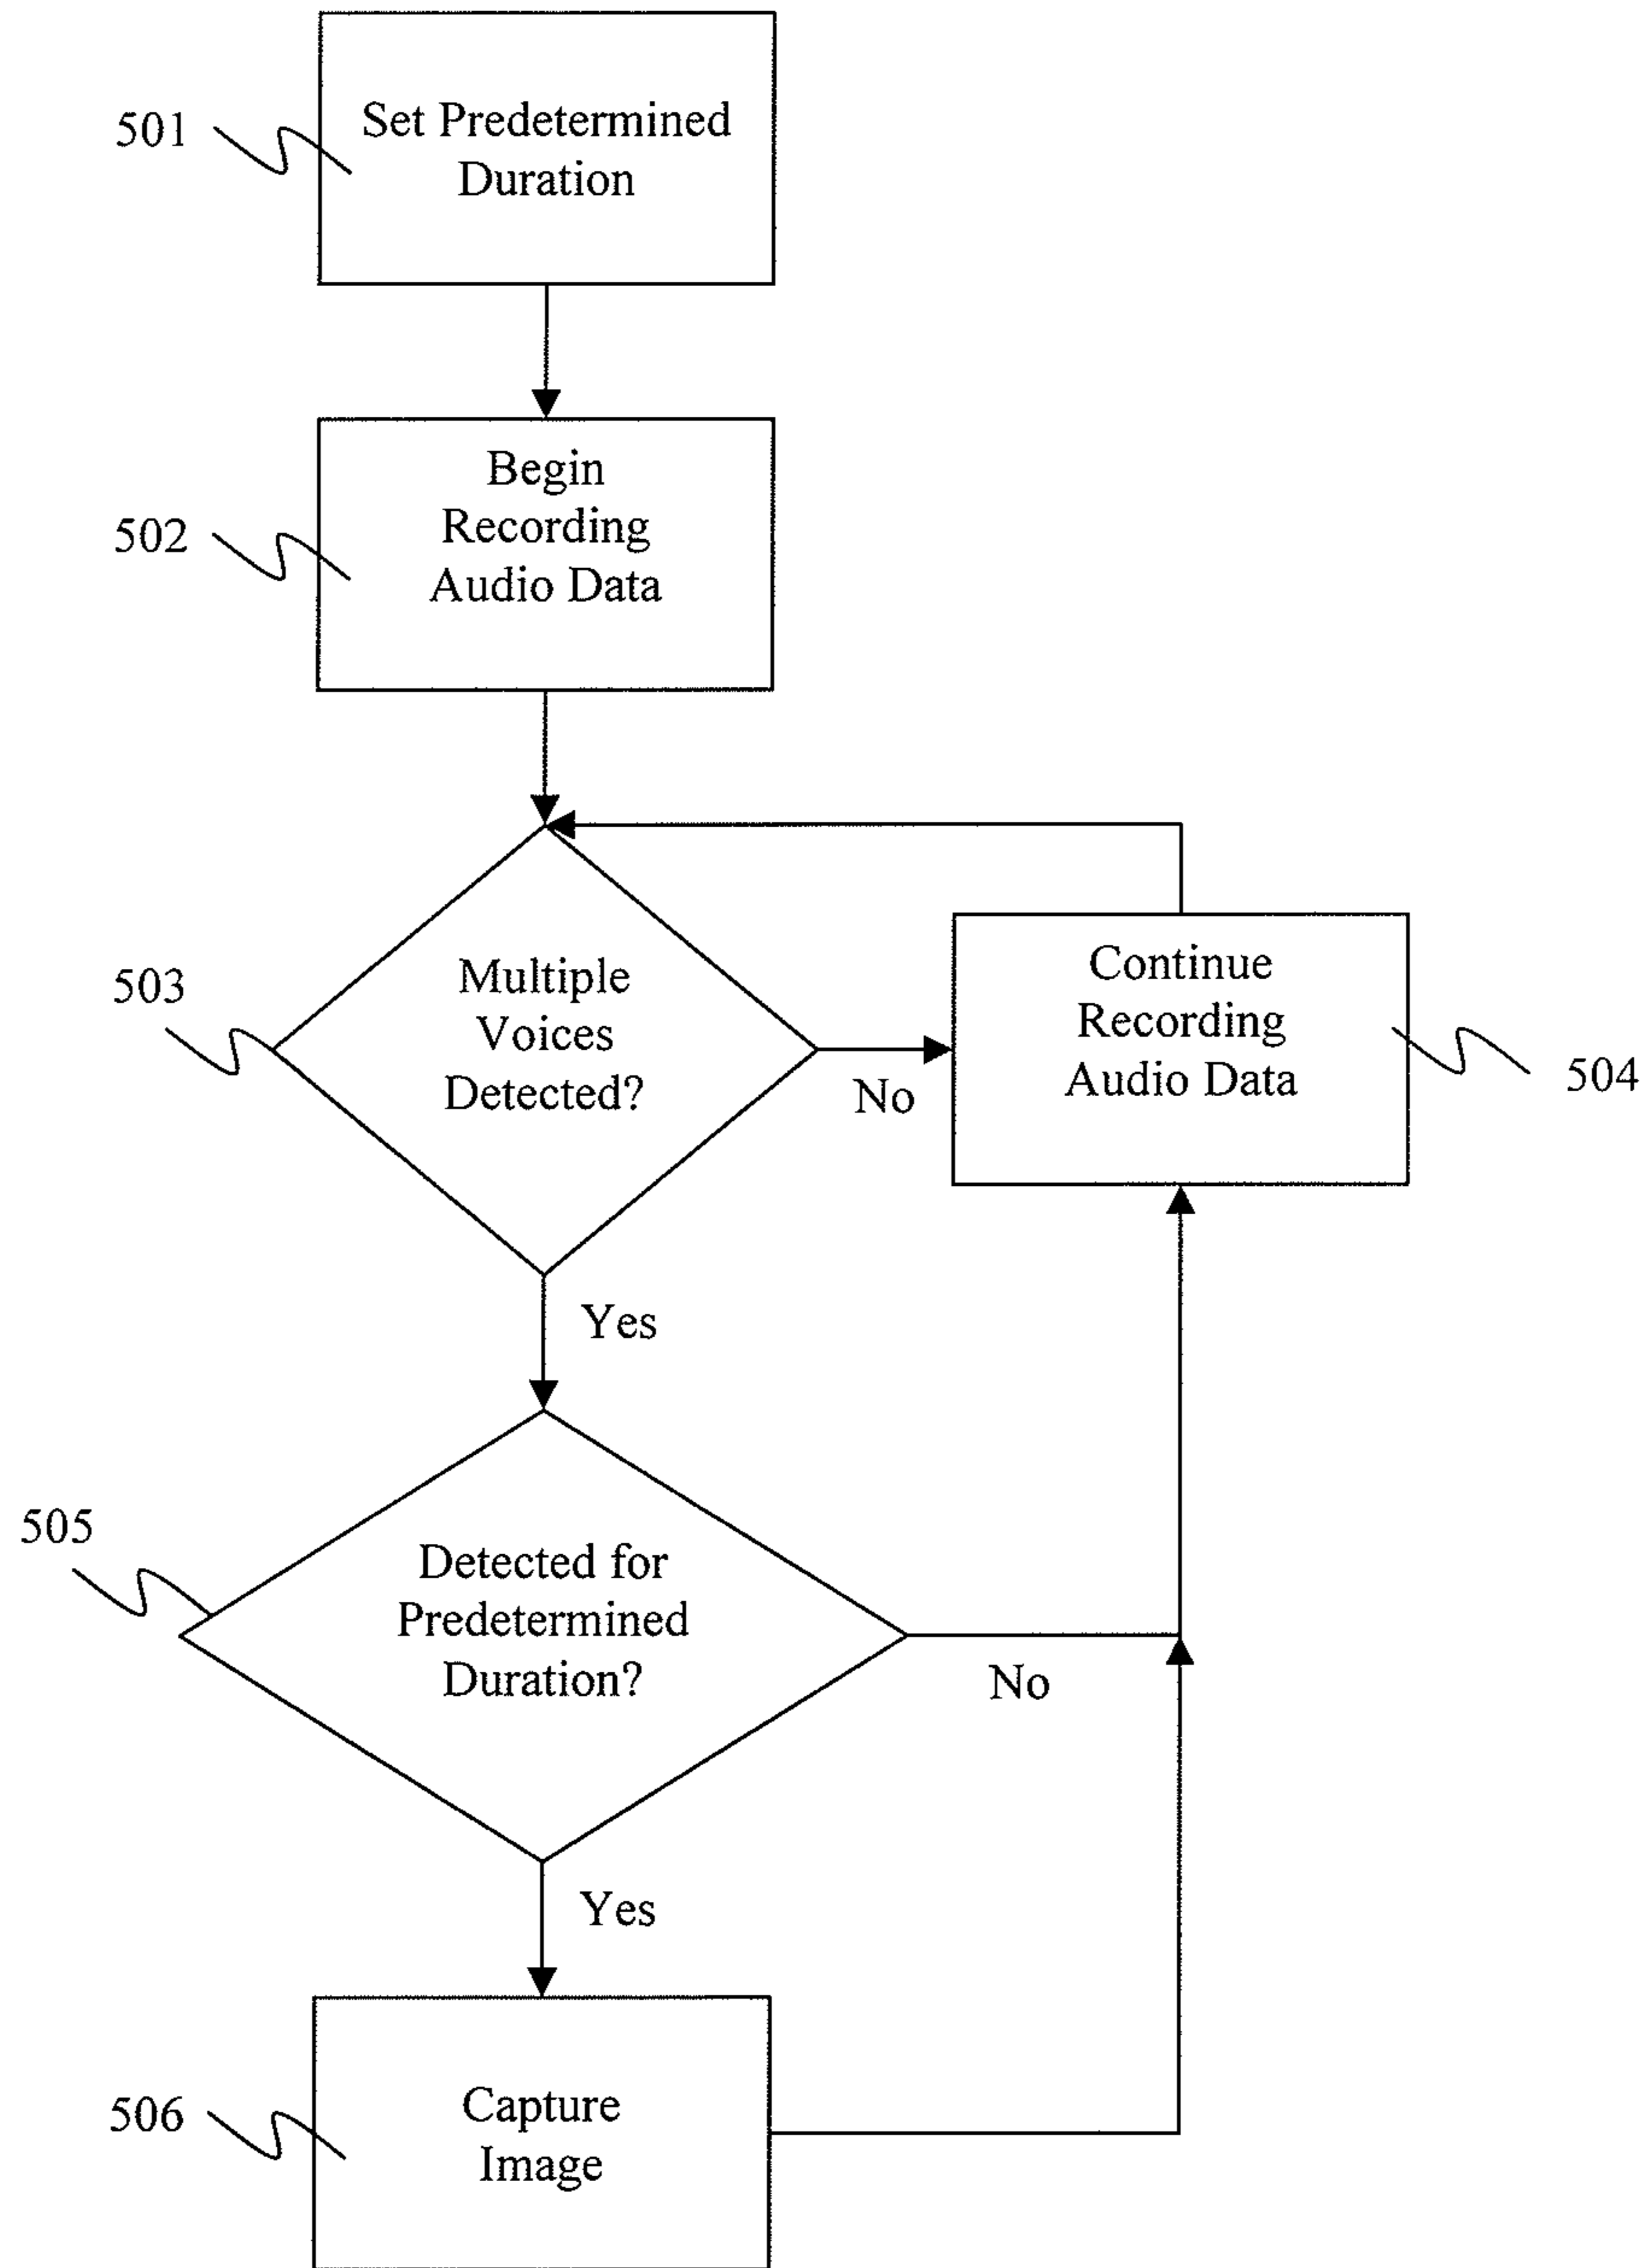 501
Set Predetermined
Duration
502
Begin
Recording
Audio Data
503
Multiple
Voices
Detected?
No
Continue
Recording
Audio Data
504
Yes
505
Detected for
Predetermined
Duration?
No
Yes
506
Capture
Image